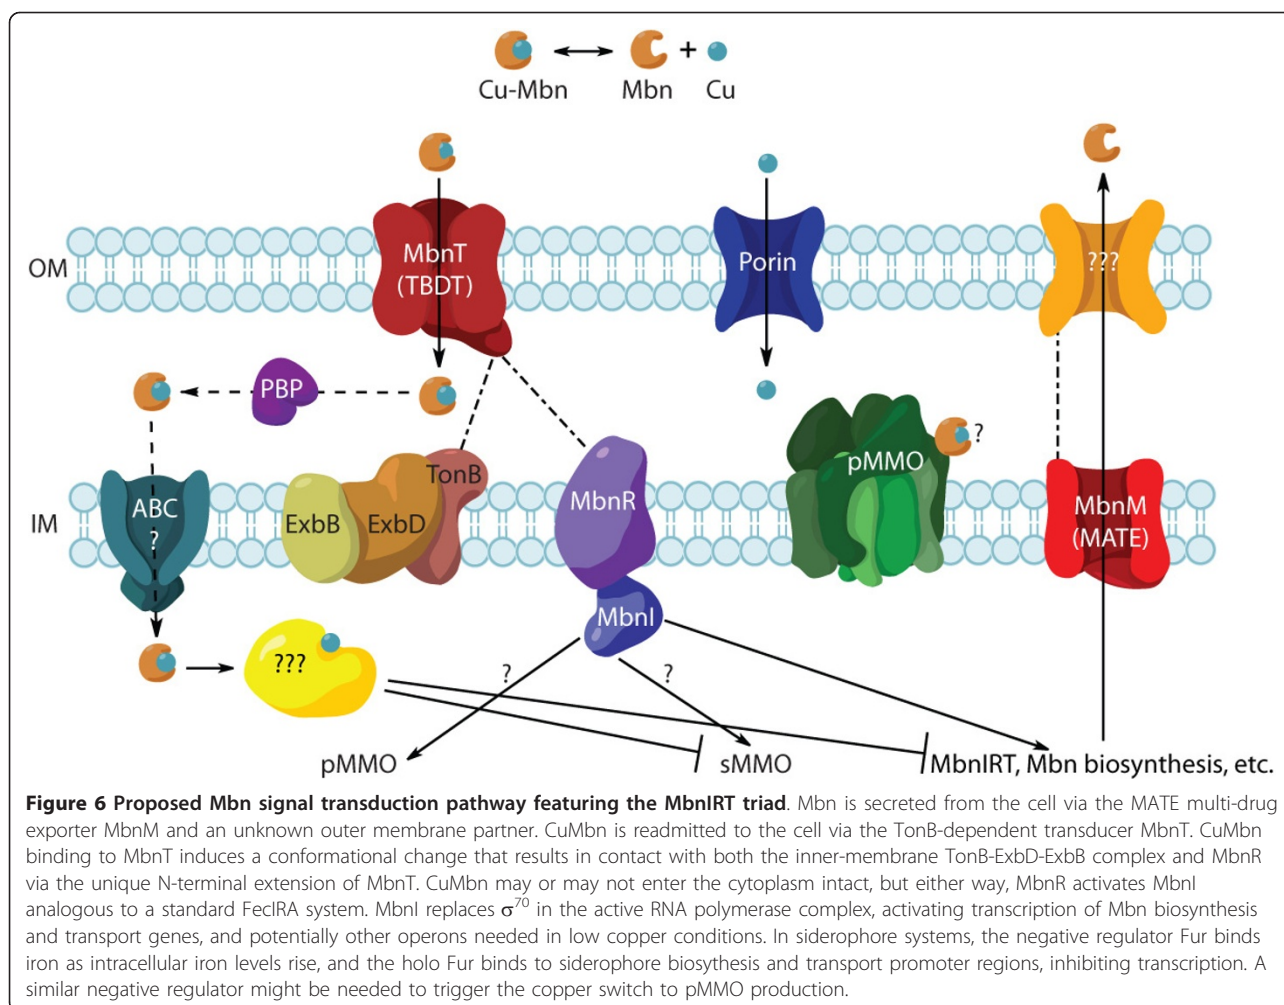 Cu-Mbn
Mbn
+
Cu
OM
MbnT
(TBDT)
Porin
???
PBP
IM
ABC
?
ExbB
ExbD
TonB
MbnR
MbnI
pMMO
?
MbnM
(MATE)
???
?
?
pMMO
sMMO
MbnIRT, Mbn biosynthesis, etc.
Figure 6 Proposed Mbn signal transduction pathway featuring the MbnIRT triad. Mbn is secreted from the cell via the MATE multi-drug
exporter MbnM and an unknown outer membrane partner. CuMbn is readmitted to the cell via the TonB-dependent transducer MbnT. CuMbn
binding to MbnT induces a conformational change that results in contact with both the inner-membrane TonB-ExbD-ExbB complex and MbnR
via the unique N-terminal extension of MbnT. CuMbn may or may not enter the cytoplasm intact, but either way, MbnR activates MbnI
analogous to a standard FecIRA system. MbnI replaces σ⁷⁰ in the active RNA polymerase complex, activating transcription of Mbn biosynthesis
and transport genes, and potentially other operons needed in low copper conditions. In siderophore systems, the negative regulator Fur binds
iron as intracellular iron levels rise, and the holo Fur binds to siderophore biosythesis and transport promoter regions, inhibiting transcription. A
similar negative regulator might be needed to trigger the copper switch to pMMO production.